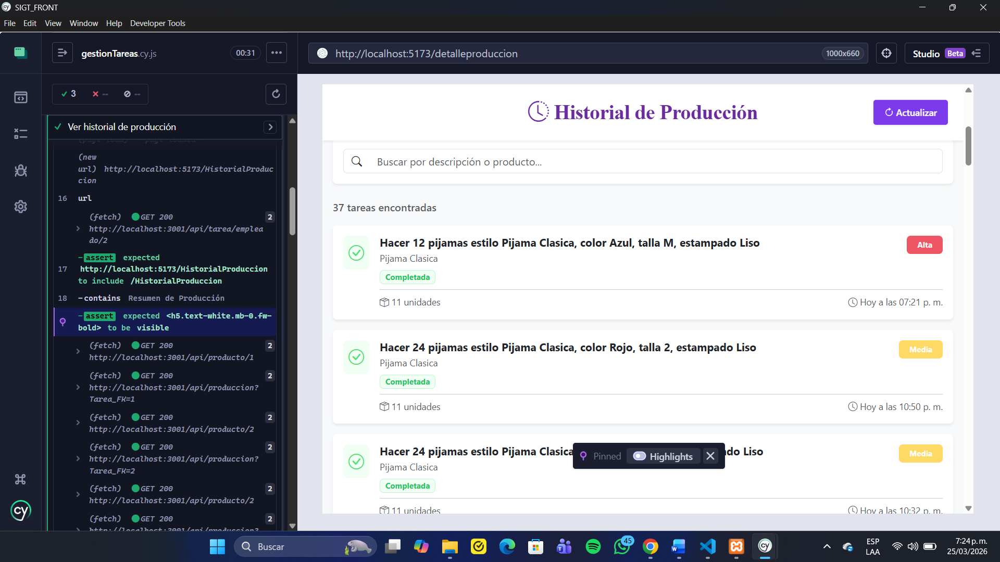 SIGT_FRONT
File Edit View Window Help Developer Tools
gestionTareas.cy.js
00:31
3 -- --
Ver historial de producción
(new
url) http://localhost:5173/HistorialProduc
cion
16 url
(fetch) GET 200 2
http://localhost:3001/api/tarea/emplea
do/2
-assert expected
17 http://localhost:5173/HistorialProduccion
to include /HistorialProduccion
18 -contains Resumen de Producción
-assert expected <h5.text-white.mb-0.fw-
bold> to be visible
(fetch) GET 200 2
http://localhost:3001/api/producto/1
(fetch) GET 200 2
http://localhost:3001/api/produccion?
Tarea_FK=1
(fetch) GET 200 2
http://localhost:3001/api/producto/2
(fetch) GET 200 2
http://localhost:3001/api/produccion?
Tarea_FK=2
(fetch) GET 200 2
http://localhost:3001/api/producto/2
(fetch) GET 200 2
http://localhost:3001/api/produccion?
cy
http://localhost:5173/detalleproduccion
1000x660
Studio Beta
Historial de Producción
Actualizar
Buscar por descripción o producto...
37 tareas encontradas
Hacer 12 pijamas estilo Pijama Clasica, color Azul, talla M, estampado Liso
Alta
Pijama Clasica
Completada
11 unidades
Hoy a las 07:21 p. m.
Hacer 24 pijamas estilo Pijama Clasica, color Rojo, talla 2, estampado Liso
Media
Pijama Clasica
Completada
11 unidades
Hoy a las 10:50 p. m.
Hacer 24 pijamas estilo Pijama Clasica
do Liso
Media
Pinned Highlights
Pijama Clasica
Completada
11 unidades
Hoy a las 10:32 p. m.
Buscar
45
ESP
LAA
7:24 p. m.
25/03/2026